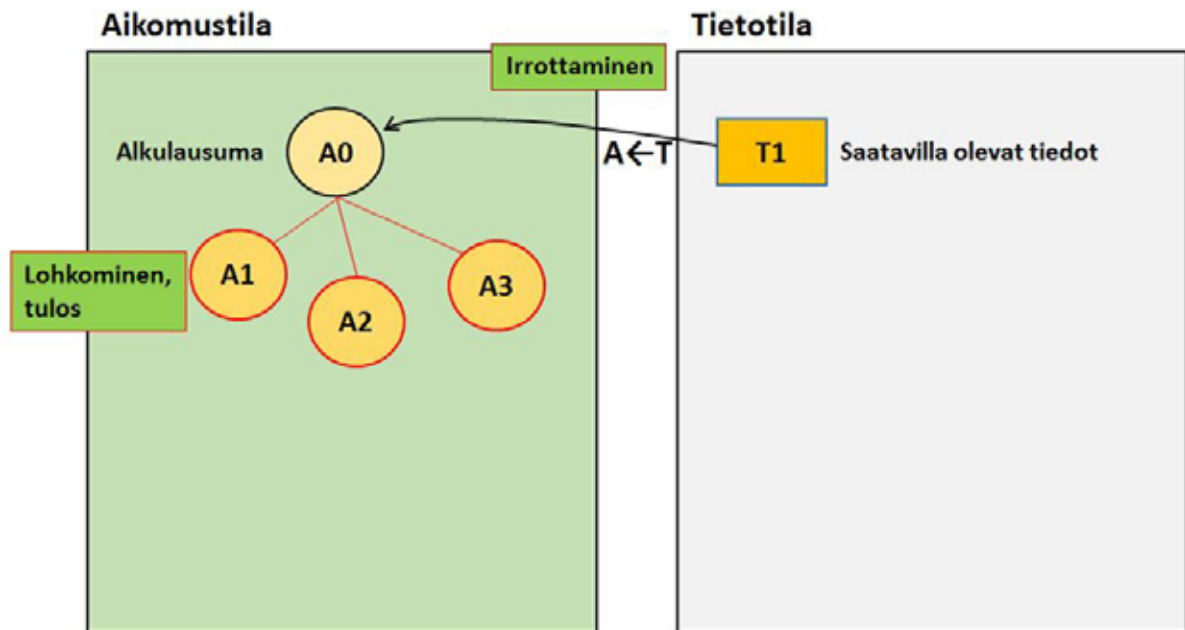 Aikomustila
Tietotila
Irrottaminen
Alkulausuma
A0
A←T
T1
Saatavilla olevat tiedot
Lohkominen,
tulos
A1
A2
A3